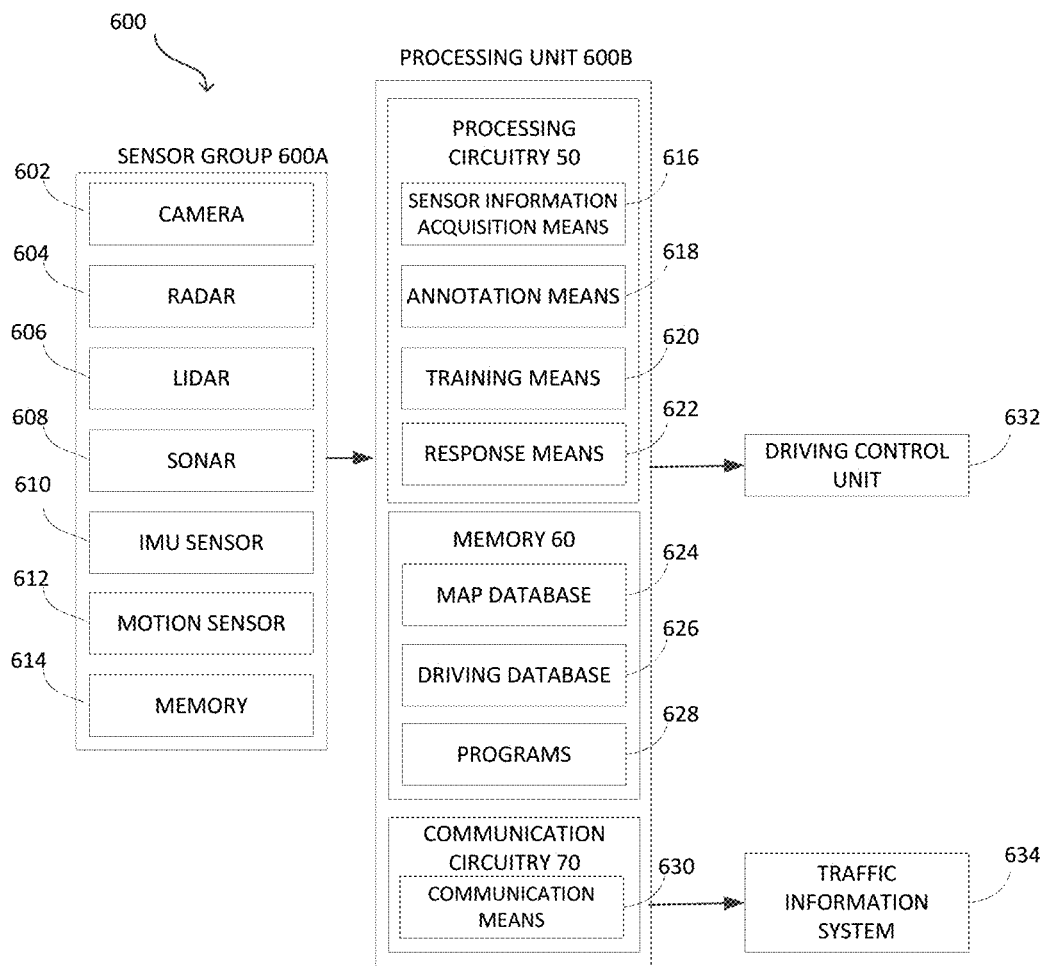 600
PROCESSING UNIT 600B
SENSOR GROUP 600A
602
CAMERA
604
RADAR
606
LIDAR
608
SONAR
610
IMU SENSOR
612
MOTION SENSOR
614
MEMORY
PROCESSING
CIRCUITRY 50
616
SENSOR INFORMATION
ACQUISITION MEANS
618
ANNOTATION MEANS
620
TRAINING MEANS
622
RESPONSE MEANS
632
DRIVING CONTROL
UNIT
MEMORY 60
624
MAP DATABASE
626
DRIVING DATABASE
628
PROGRAMS
COMMUNICATION
CIRCUITRY 70
630
COMMUNICATION
MEANS
634
TRAFFIC
INFORMATION
SYSTEM